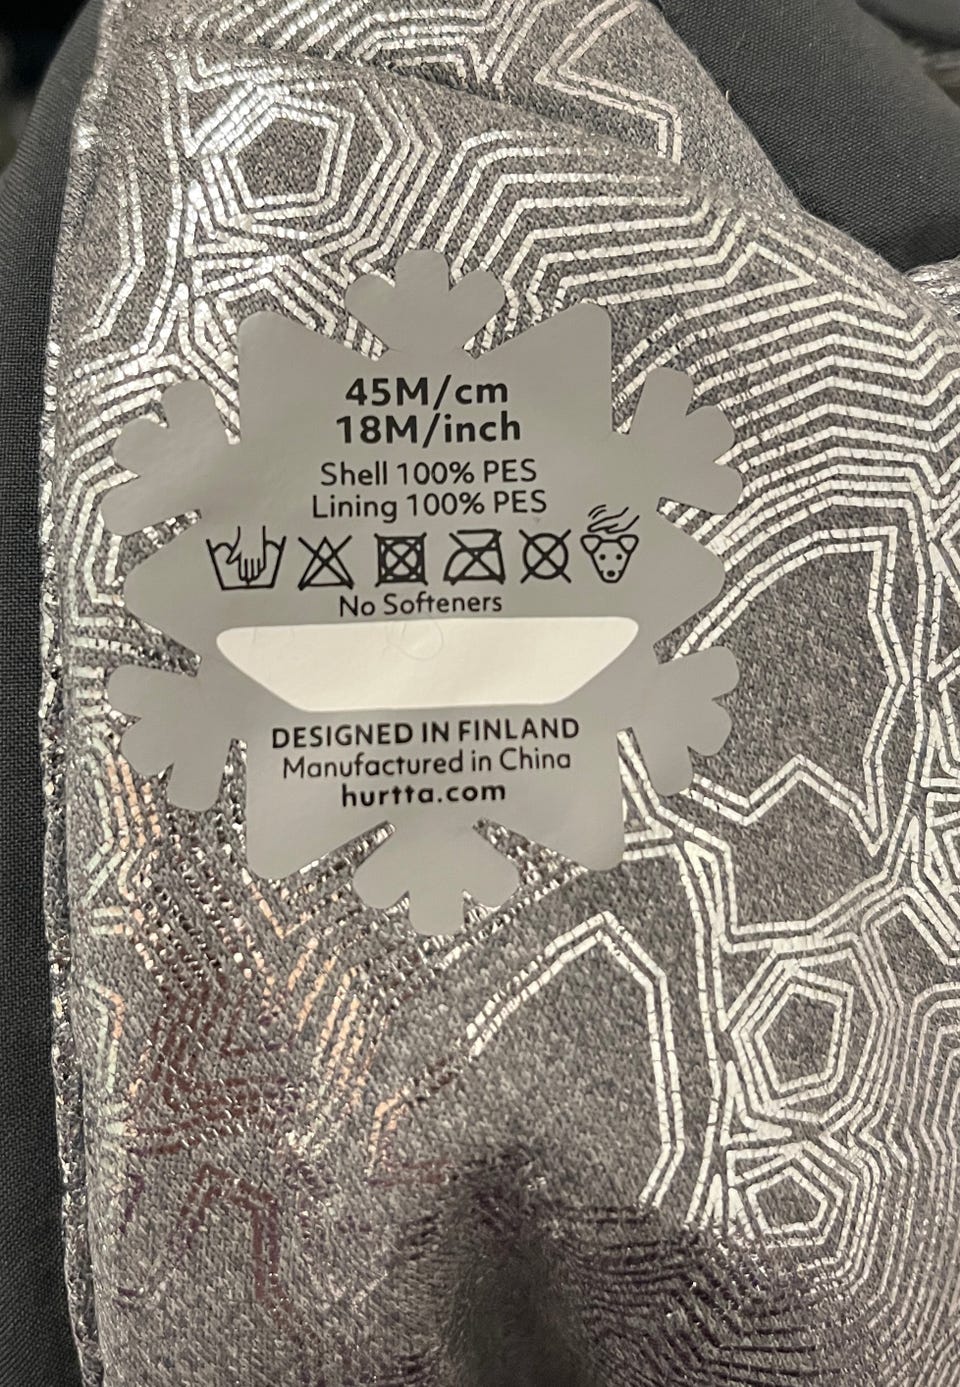 45M/cm
18M/inch
Shell 100% PES
Lining 100% PES
No Softeners
DESIGNED IN FINLAND
Manufactured in China
hurtta.com